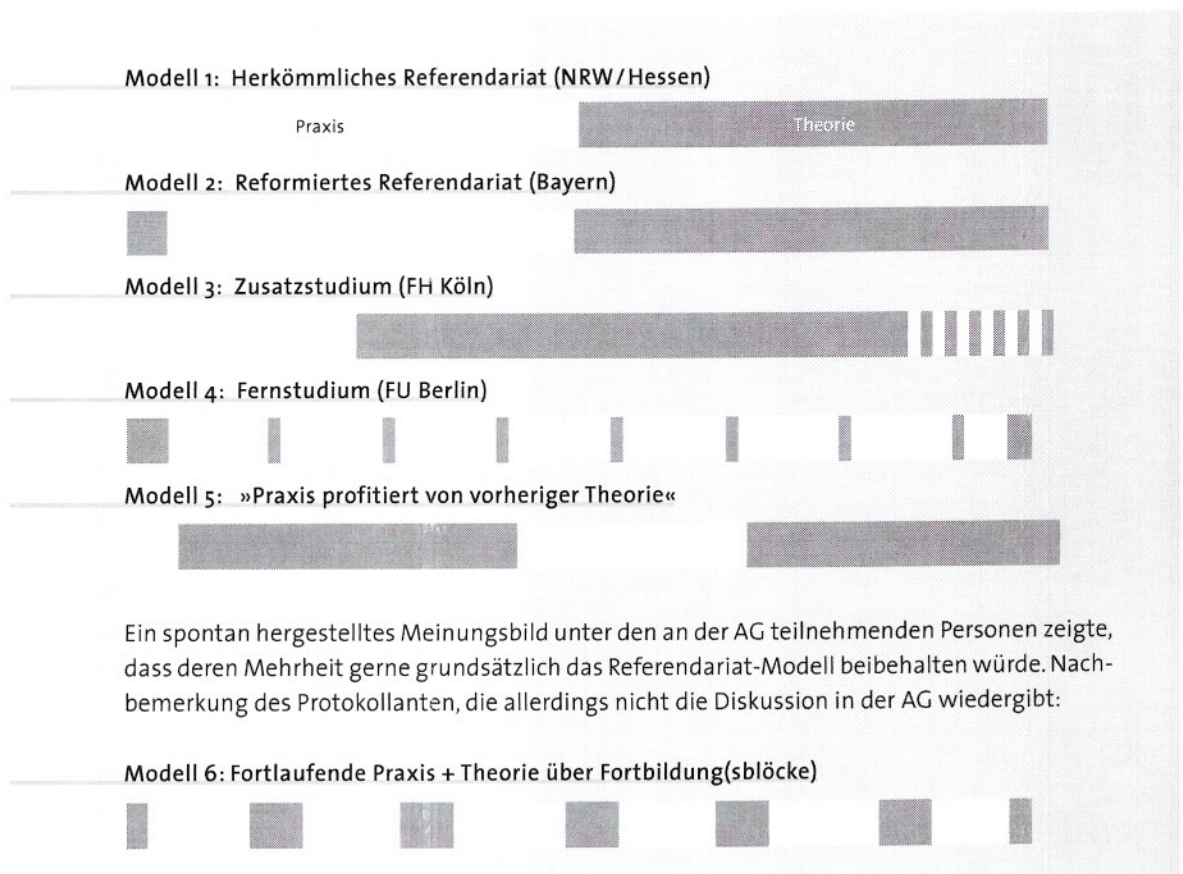 Modell 1: Herkömmliches Referendariat (NRW/Hessen)
Praxis Theorie
Modell 2: Reformiertes Referendariat (Bayern)
Modell 3: Zusatzstudium (FH Köln)
Modell 4: Fernstudium (FU Berlin)
Modell 5: »Praxis profitiert von vorheriger Theorie«
Ein spontan hergestelltes Meinungsbild unter den an der AG teilnehmenden Personen zeigte,
dass deren Mehrheit gerne grundsätzlich das Referendariat-Modell beibehalten würde. Nach-
bemerkung des Protokollanten, die allerdings nicht die Diskussion in der AG wiedergibt:
Modell 6: Fortlaufende Praxis + Theorie über Fortbildung(sblöcke)